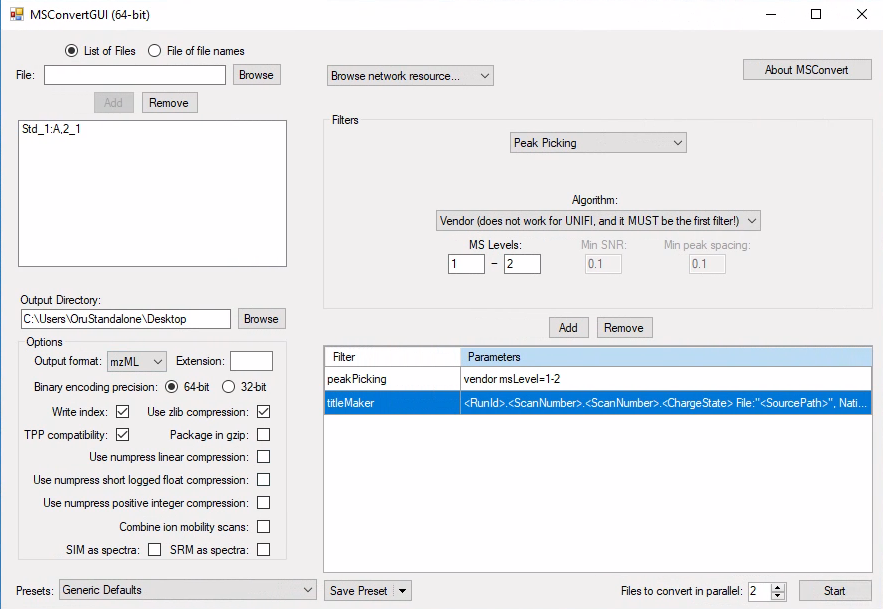 MSConvertGUI (64-bit)
List of Files File of file names
File: Browse
Browse network resource...
About MSConvert
Add Remove
Std_1:A,2_1
Filters
Peak Picking
Algorithm:
Vendor (does not work for UNIFI, and it MUST be the first filter!)
MS Levels: Min SNR: Min peak spacing:
1 - 2 0.1 0.1
Output Directory:
C:\Users\OruStandalone\Desktop Browse
Add Remove
Options
Output format: mzML Extension:
Binary encoding precision: 64-bit 32-bit
Write index: Use zlib compression:
TPP compatibility: Package in gzip:
Use numpress linear compression:
Use numpress short logged float compression:
Use numpress positive integer compression:
Combine ion mobility scans:
SIM as spectra: SRM as spectra:
Filter Parameters
peakPicking vendor msLevel=1-2
titleMaker <RunId>.<ScanNumber>.<ScanNumber>.<ChargeState> File:"<SourcePath>", Nati...
Presets: Generic Defaults Save Preset
Files to convert in parallel: 2 Start